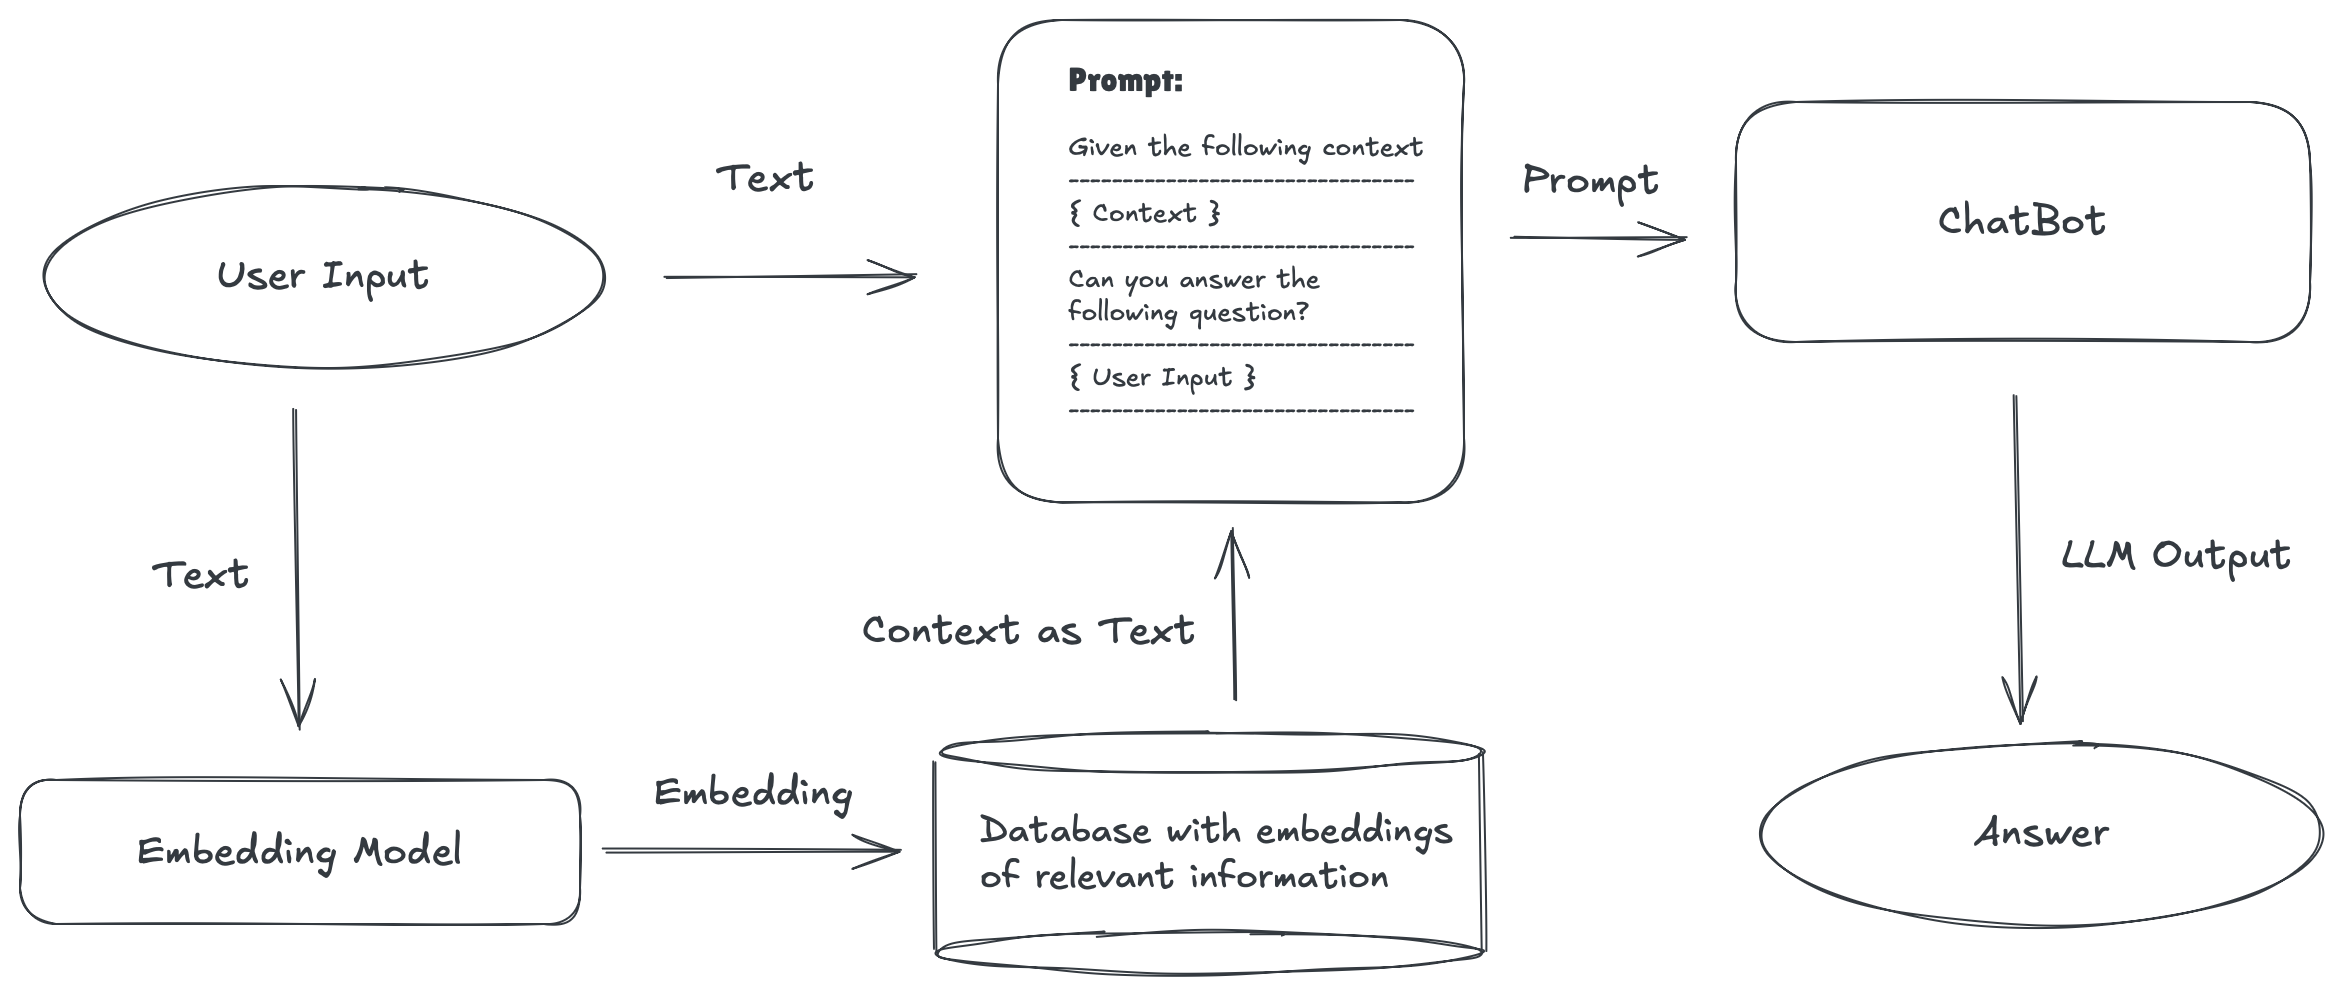 Prompt:
Given the following context
--------------------------------
{ Context }
--------------------------------
Can you answer the
following question?
--------------------------------
{ User Input }
--------------------------------
User Input
Text
Prompt
ChatBot
Text
Context as Text
LLM Output
Embedding Model
Embedding
Database with embeddings
of relevant information
Answer